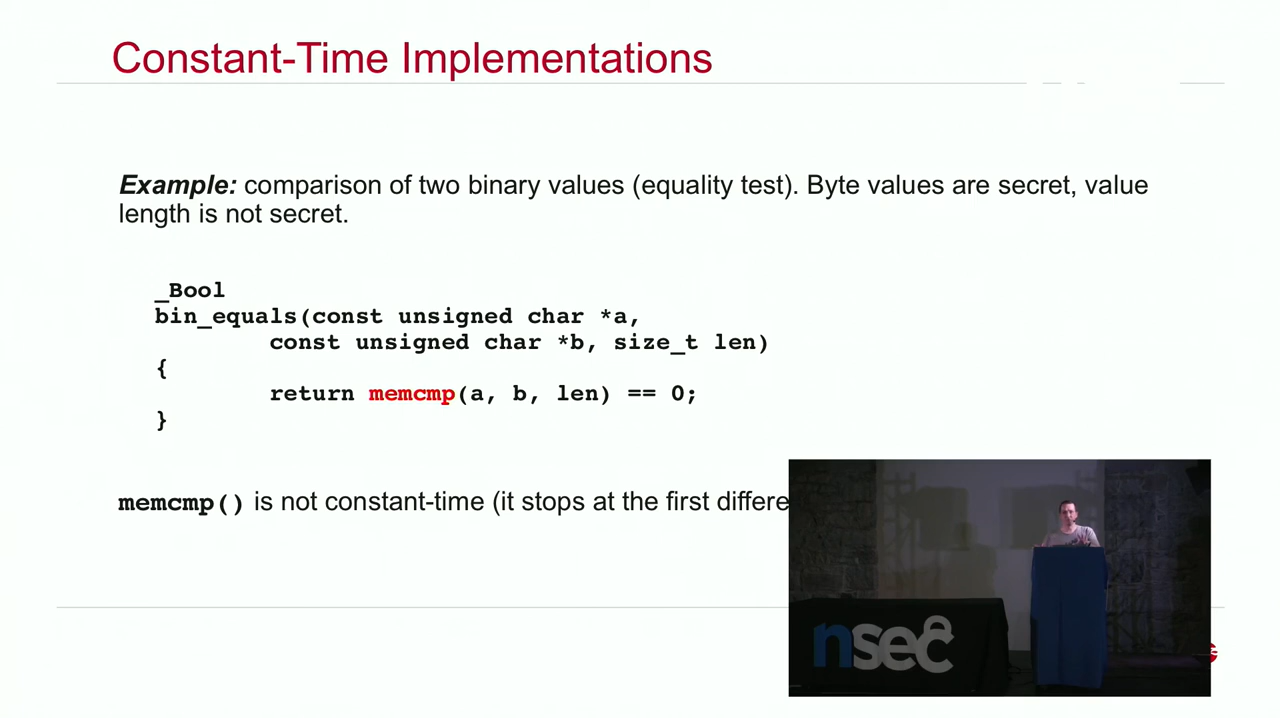 Constant-Time Implementations
Example: comparison of two binary values (equality test). Byte values are secret, value
length is not secret.
_Bool
bin_equals(const unsigned char *a,
const unsigned char *b, size_t len)
{
return memcmp(a, b, len) == 0;
}
memcmp() is not constant-time (it stops at the first
nsec